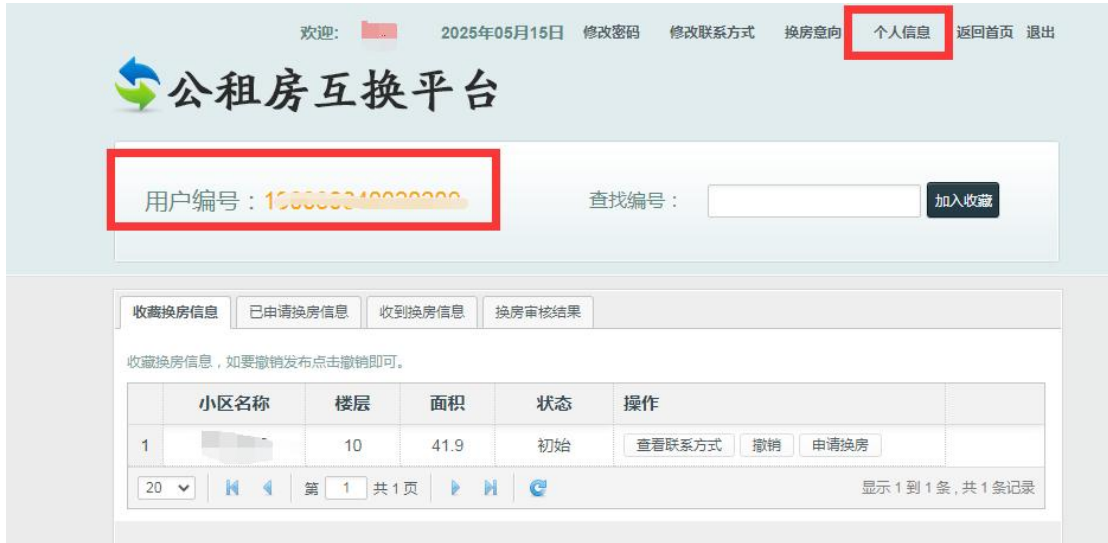 欢迎: 2025年05月15日 修改密码 修改联系方式 换房意向 个人信息 返回首页 退出
公租房互换平台
用户编号: 查找编号: 加入收藏
收藏换房信息 已申请换房信息 收到换房信息 换房审核结果
收藏换房信息，如要撤销发布点击撤销即可。
小区名称 楼层 面积 状态 操作
1 10 41.9 初始 查看联系方式 撤销 申请换房
20 第 1 共1页 显示1到1条,共1条记录